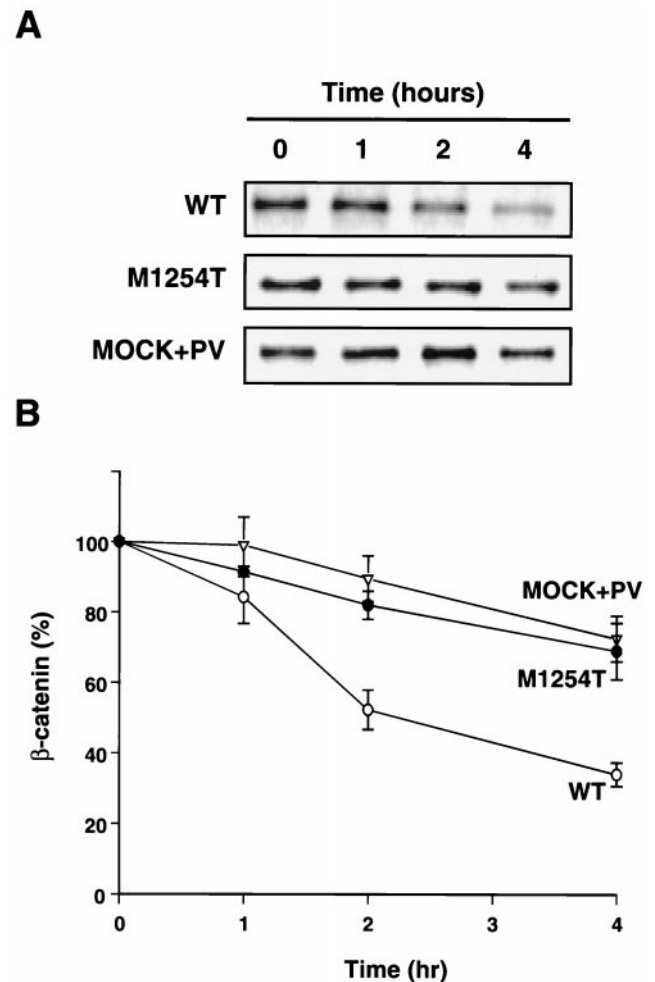 A
Time (hours)
0 1 2 4
WT
M1254T
MOCK+PV
B
100
80
60
40
20
0
β-catenin (%)
MOCK+PV
M1254T
WT
0 1 2 3 4
Time (hr)